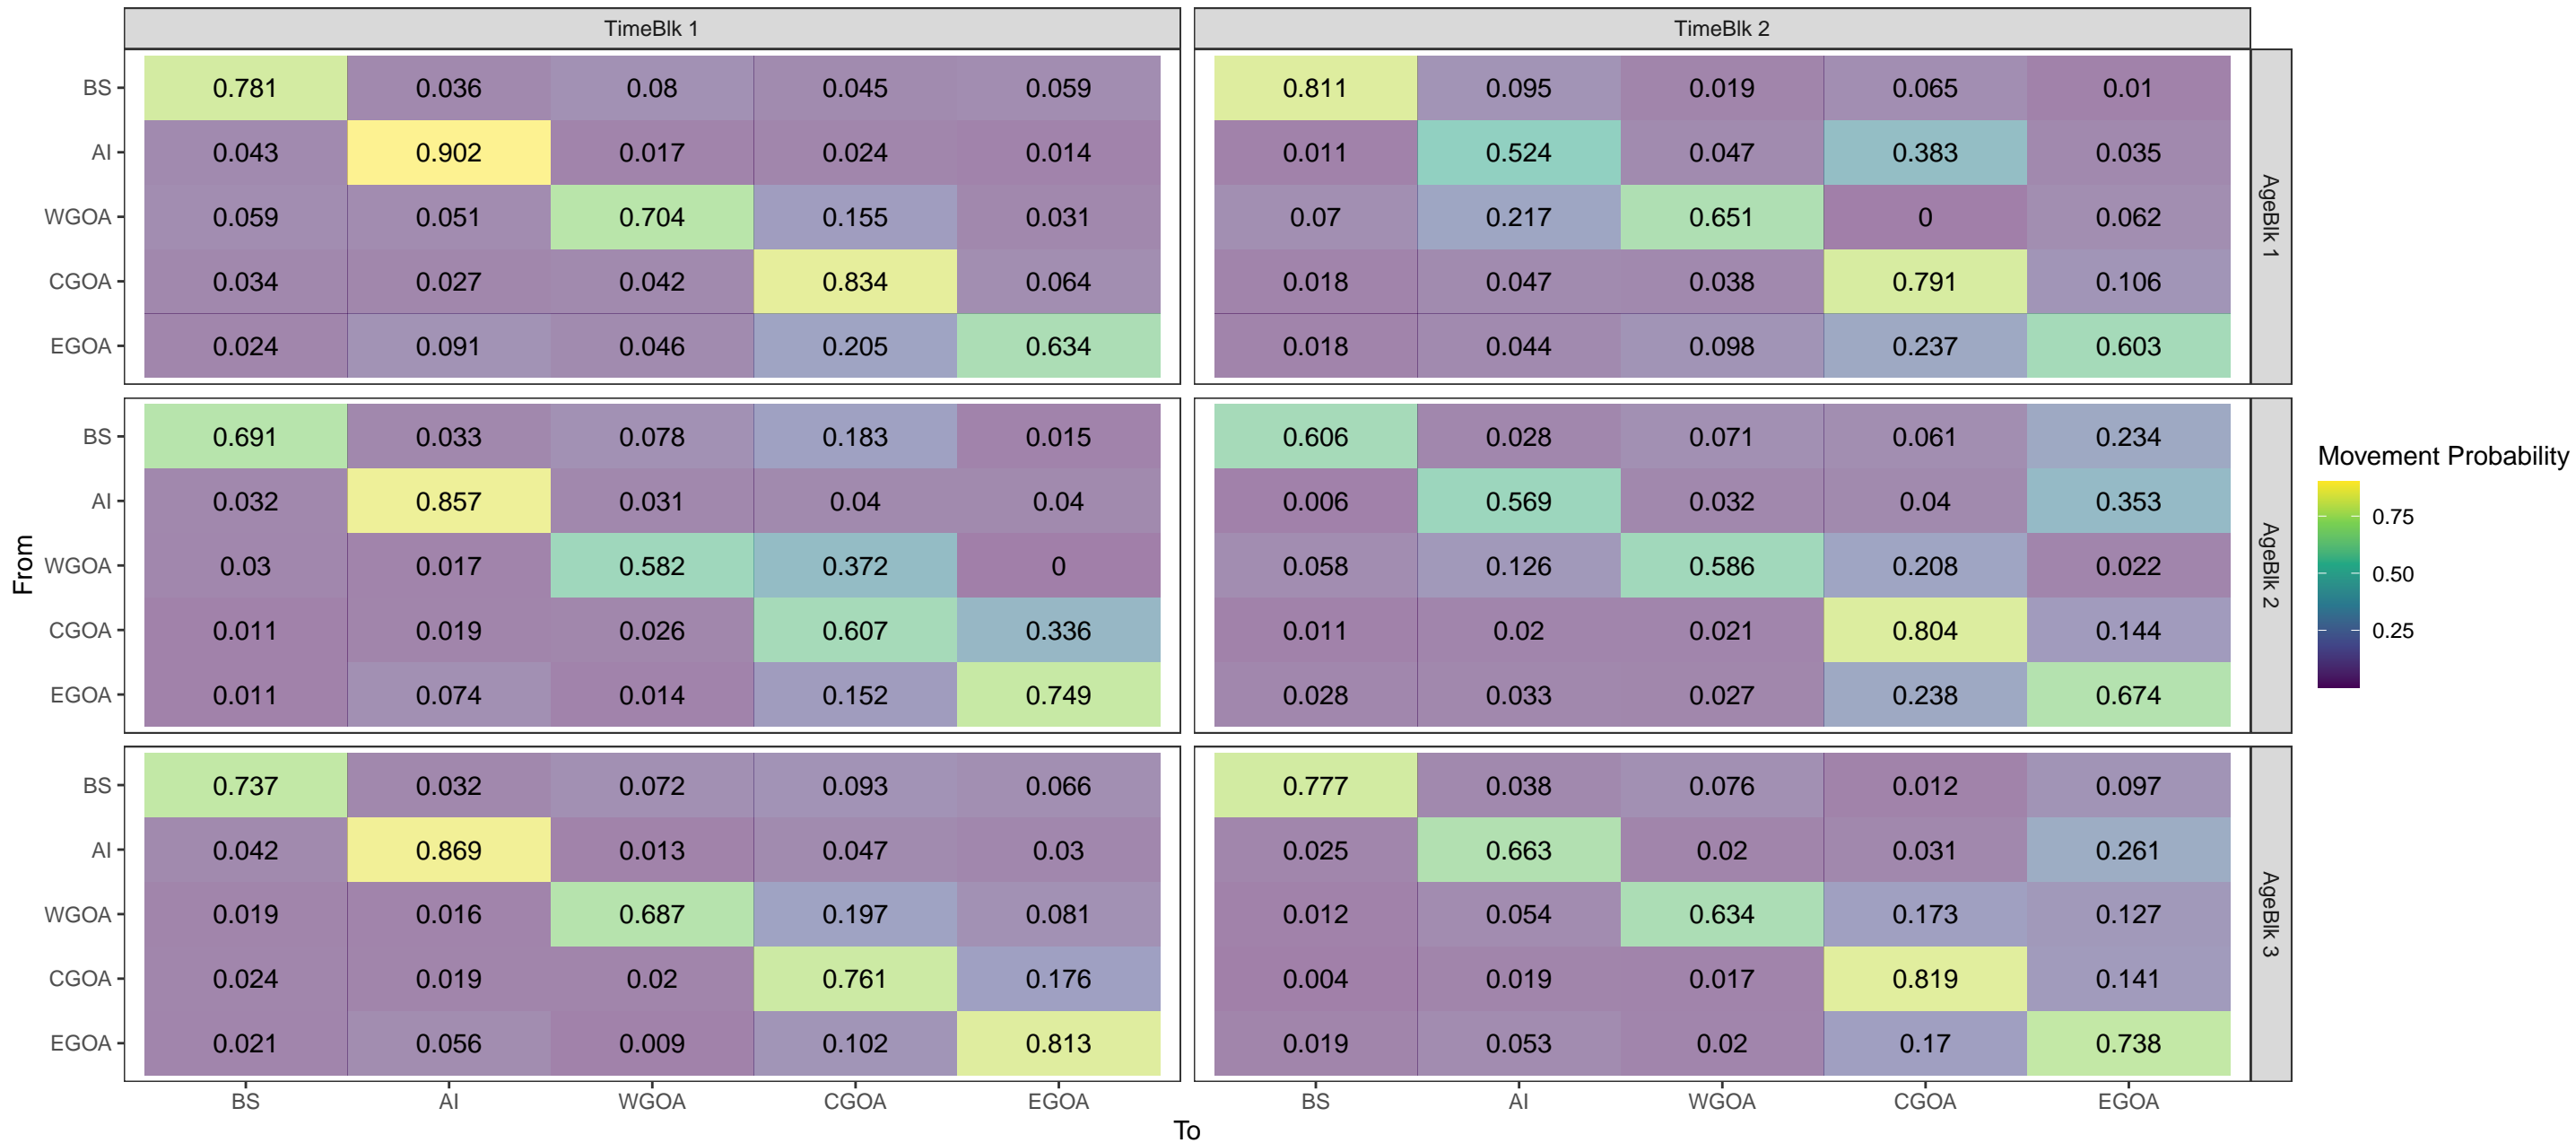 TimeBlk 1 TimeBlk 2
BS 0.781 0.036 0.08 0.045 0.059 0.811 0.095 0.019 0.065 0.01
AI 0.043 0.902 0.017 0.024 0.014 0.011 0.524 0.047 0.383 0.035
WGOA 0.059 0.051 0.704 0.155 0.031 0.07 0.217 0.651 0 0.062
CGOA 0.034 0.027 0.042 0.834 0.064 0.018 0.047 0.038 0.791 0.106
EGOA 0.024 0.091 0.046 0.205 0.634 0.018 0.044 0.098 0.237 0.603
AgeBlk 1
BS 0.691 0.033 0.078 0.183 0.015 0.606 0.028 0.071 0.061 0.234
AI 0.032 0.857 0.031 0.04 0.04 0.006 0.569 0.032 0.04 0.353
WGOA 0.03 0.017 0.582 0.372 0 0.058 0.126 0.586 0.208 0.022
CGOA 0.011 0.019 0.026 0.607 0.336 0.011 0.02 0.021 0.804 0.144
EGOA 0.011 0.074 0.014 0.152 0.749 0.028 0.033 0.027 0.238 0.674
AgeBlk 2
BS 0.737 0.032 0.072 0.093 0.066 0.777 0.038 0.076 0.012 0.097
AI 0.042 0.869 0.013 0.047 0.03 0.025 0.663 0.02 0.031 0.261
WGOA 0.019 0.016 0.687 0.197 0.081 0.012 0.054 0.634 0.173 0.127
CGOA 0.024 0.019 0.02 0.761 0.176 0.004 0.019 0.017 0.819 0.141
EGOA 0.021 0.056 0.009 0.102 0.813 0.019 0.053 0.02 0.17 0.738
AgeBlk 3
BS AI WGOA CGOA EGOA BS AI WGOA CGOA EGOA
To
From
Movement Probability
0.75
0.50
0.25